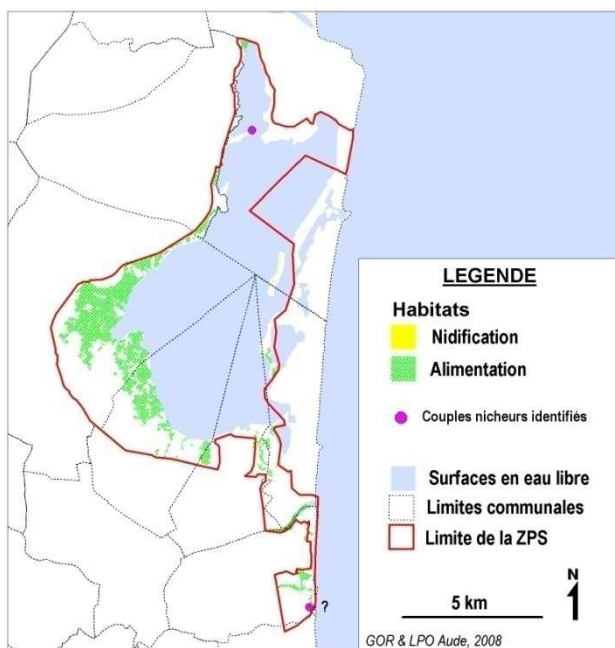 LEGENDE
Habitats
Nidification
Alimentation
Couples nicheurs identifiés
Surfaces en eau libre
Limites communales
Limite de la ZPS
N
5 km
?
GOR & LPO Aude, 2008